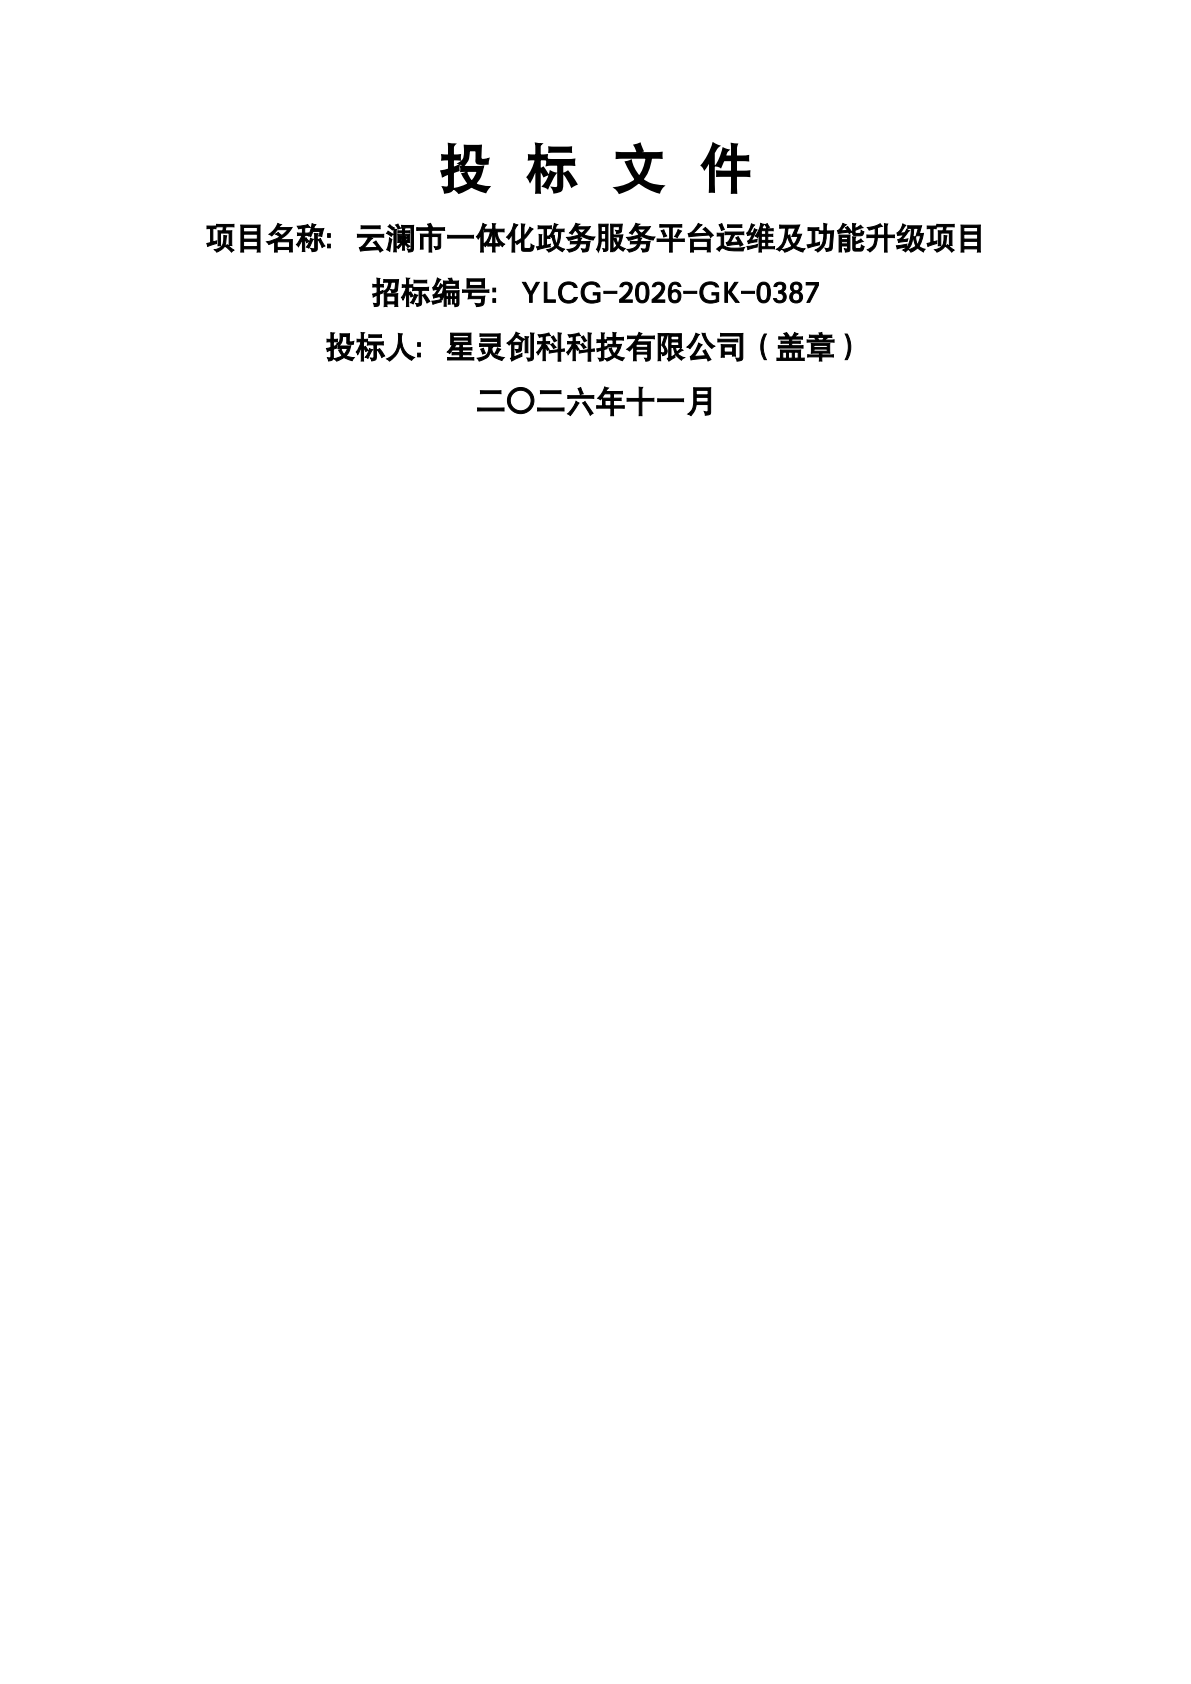 投 标 文 件
项目名称: 云澜市一体化政务服务平台运维及功能升级项目
招标编号: YLCG-2026-GK-0387
投标人: 星灵创科科技有限公司（盖章）
二〇二六年十一月